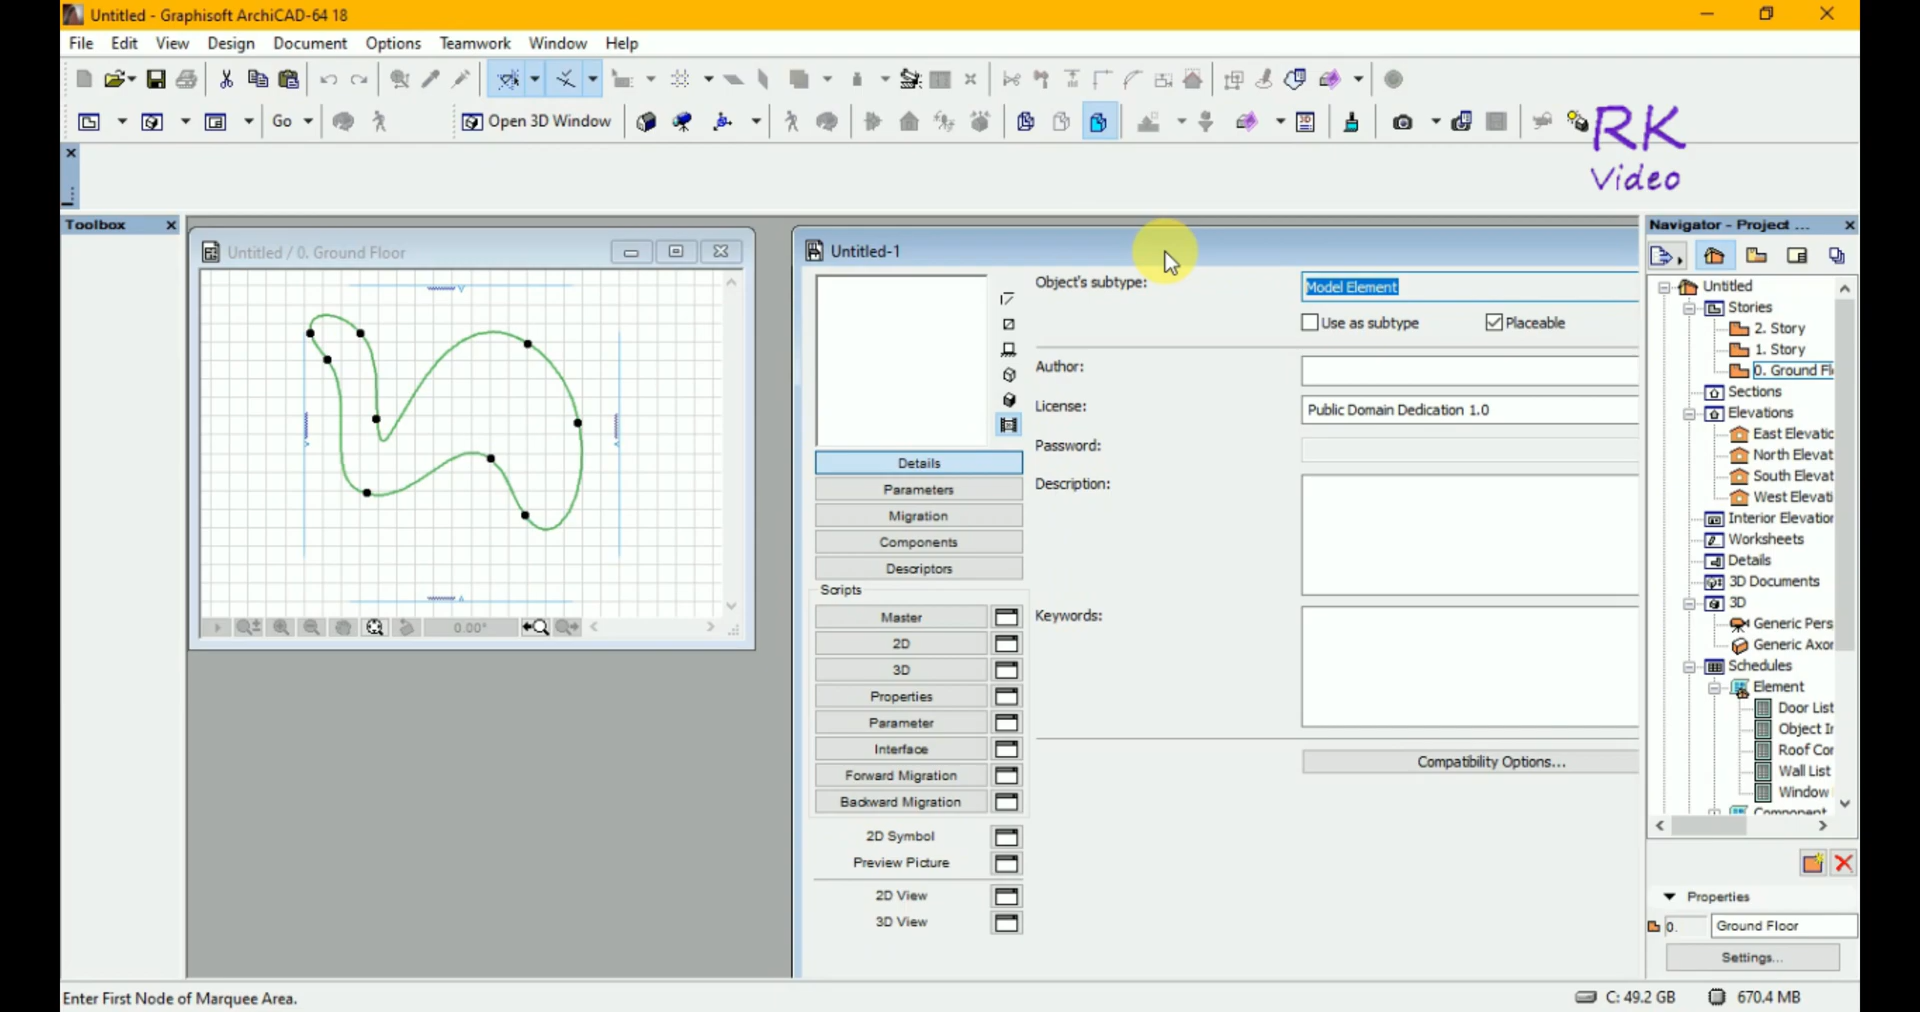 Untitled - Graphisoft ArchiCAD-64 18
File Edit View Design Document Options Teamwork Window Help
Go
Open 3D Window
RK
Video
Toolbox
Untitled / 0. Ground Floor
0.00°
Untitled-1
Object's subtype:
Model Element
Use as subtype
Placeable
Author:
License:
Public Domain Dedication 1.0
Password:
Description:
Keywords:
Compatibility Options...
Details
Parameters
Migration
Components
Descriptors
Scripts
Master
2D
3D
Properties
Parameter
Interface
Forward Migration
Backward Migration
2D Symbol
Preview Picture
2D View
3D View
Navigator - Project ...
Untitled
Stories
2. Story
1. Story
0. Ground Fl
Sections
Elevations
East Elevatic
North Elevat
South Elevat
West Elevati
Interior Elevation
Worksheets
Details
3D Documents
3D
Generic Pers
Generic Axor
Schedules
Element
Door List
Object Ir
Roof Cor
Wall List
Window
Component
Properties
0.
Ground Floor
Settings...
Enter First Node of Marquee Area.
C: 49.2 GB
670.4 MB